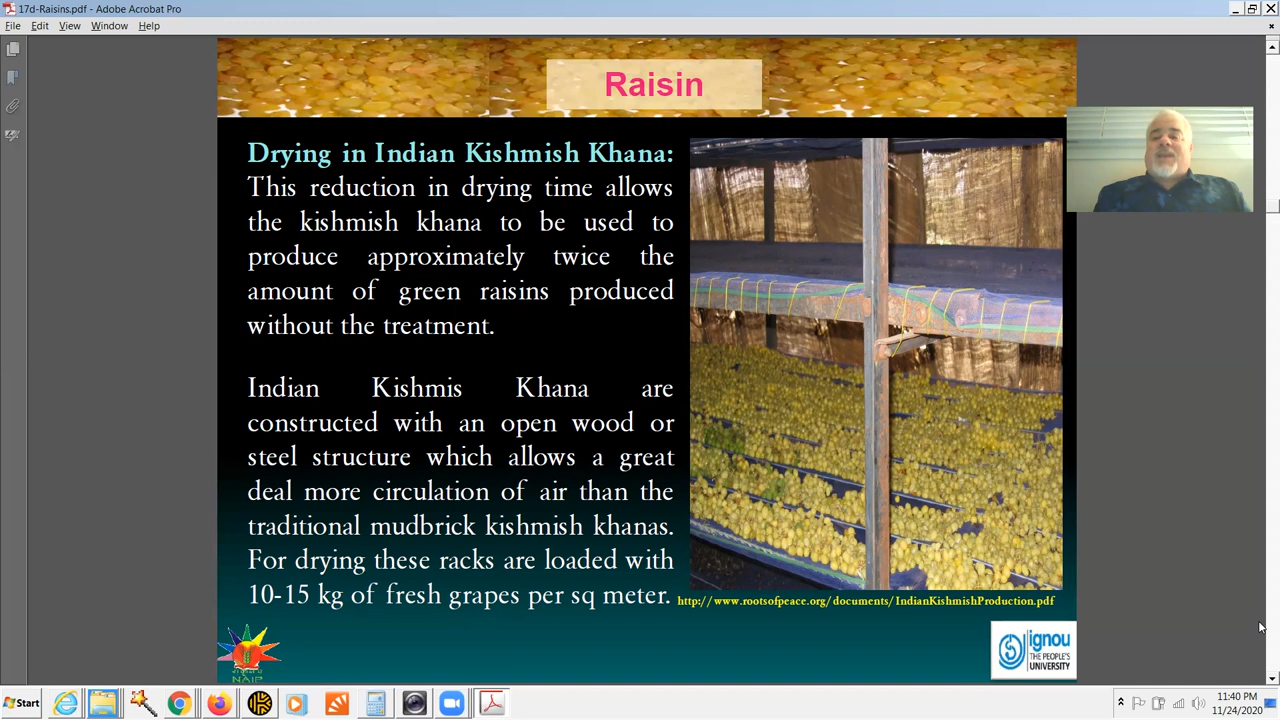 17d-Raisins.pdf - Adobe Acrobat Pro
File Edit View Window Help
Raisin
Drying in Indian Kishmish Khana:
This reduction in drying time allows
the kishmish khana to be used to
produce approximately twice the
amount of green raisins produced
without the treatment.
Indian Kishmis Khana are
constructed with an open wood or
steel structure which allows a great
deal more circulation of air than the
traditional mudbrick kishmish khanas.
For drying these racks are loaded with
10-15 kg of fresh grapes per sq meter.
http://www.rootsofpeace.org/documents/IndianKishmishProduction.pdf
NAIP
ignou
THE PEOPLE'S
UNIVERSITY
Start
11:40 PM
11/24/2020